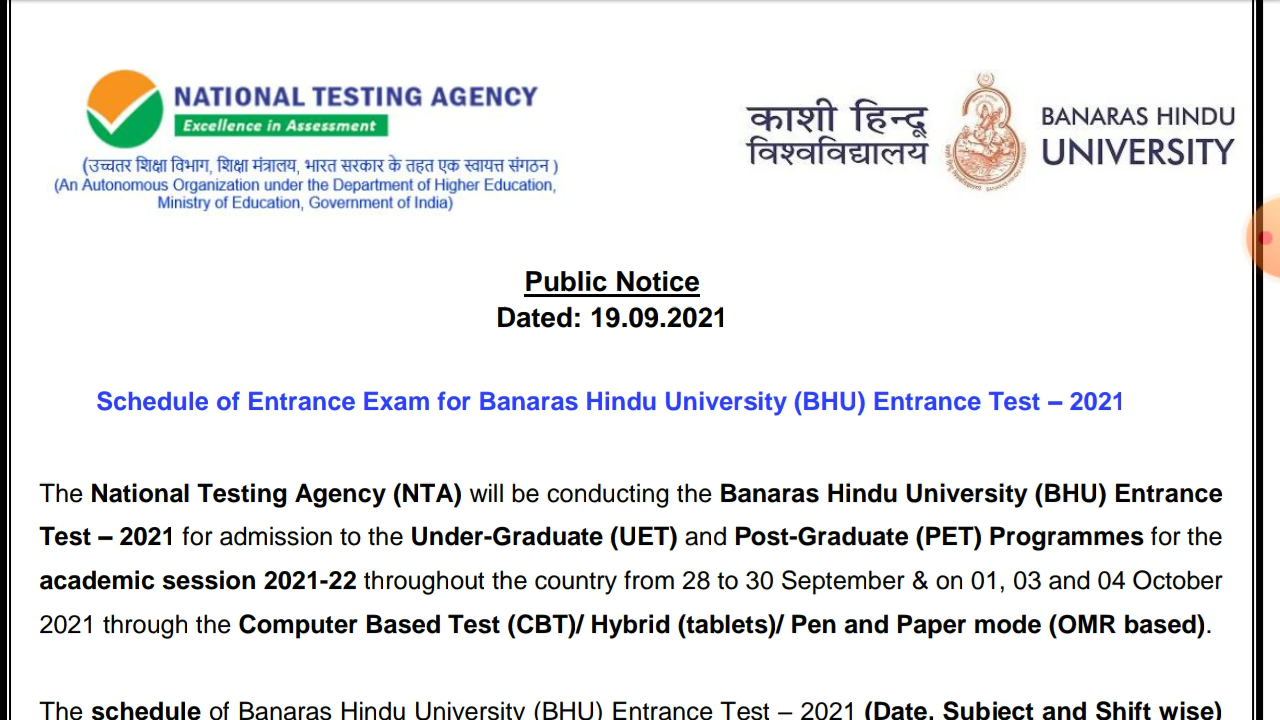 NATIONAL TESTING AGENCY
Excellence in Assessment
(उच्चतर शिक्षा विभाग, शिक्षा मंत्रालय, भारत सरकार के तहत एक स्वायत्त संगठन )
(An Autonomous Organization under the Department of Higher Education,
Ministry of Education, Government of India)
काशी हिन्दू
विश्वविद्यालय
BANARAS HINDU
UNIVERSITY
Public Notice
Dated: 19.09.2021
Schedule of Entrance Exam for Banaras Hindu University (BHU) Entrance Test – 2021
The National Testing Agency (NTA) will be conducting the Banaras Hindu University (BHU) Entrance
Test – 2021 for admission to the Under-Graduate (UET) and Post-Graduate (PET) Programmes for the
academic session 2021-22 throughout the country from 28 to 30 September & on 01, 03 and 04 October
2021 through the Computer Based Test (CBT)/ Hybrid (tablets)/ Pen and Paper mode (OMR based).
The schedule of Banaras Hindu University (BHU) Entrance Test – 2021 (Date, Subject and Shift wise)